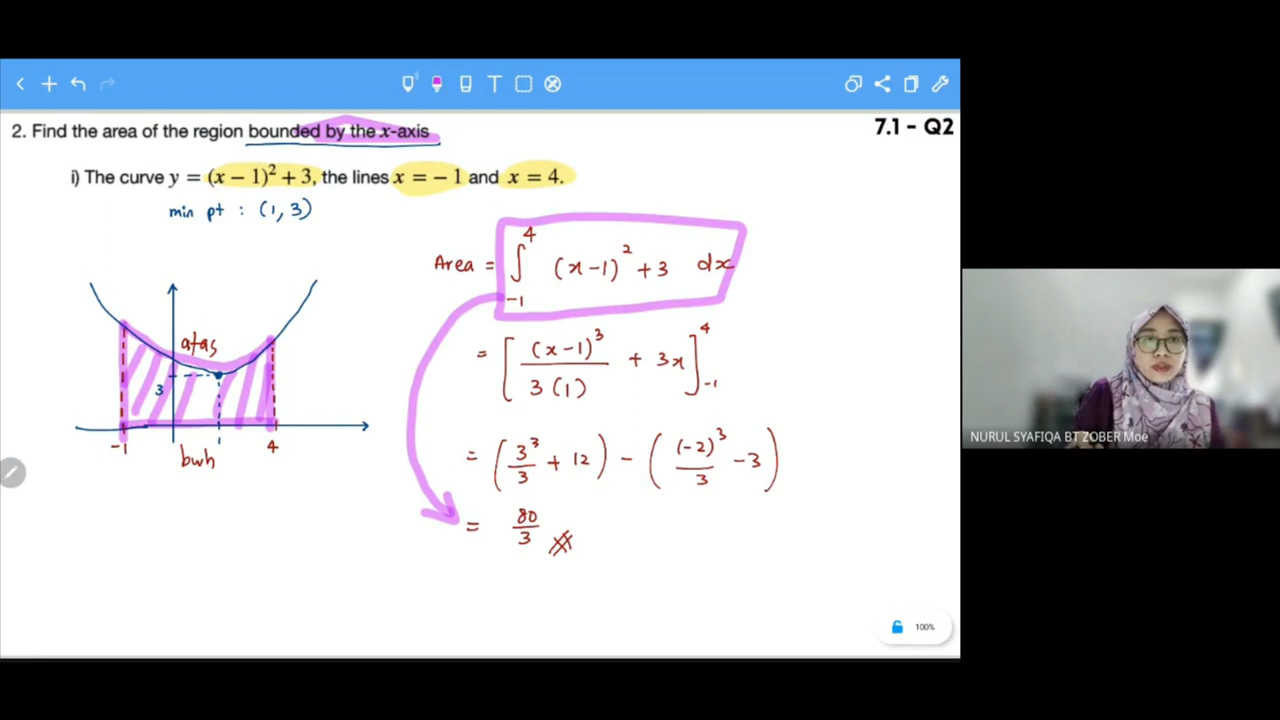 2. Find the area of the region bounded by the x-axis
7.1 - Q2
i) The curve y = (x − 1)² + 3, the lines x = − 1 and x = 4.
min pt : (1, 3)
Area = ∫₋₁⁴ (x−1)² + 3 dx
= [ (x−1)³ / 3(1) + 3x ]₋₁⁴
= ( 3³/3 + 12 ) − ( (−2)³/3 − 3 )
= 80/3
atas
3
-1
4
bwh
NURUL SYAFIQA BT ZOBER Moe
100%